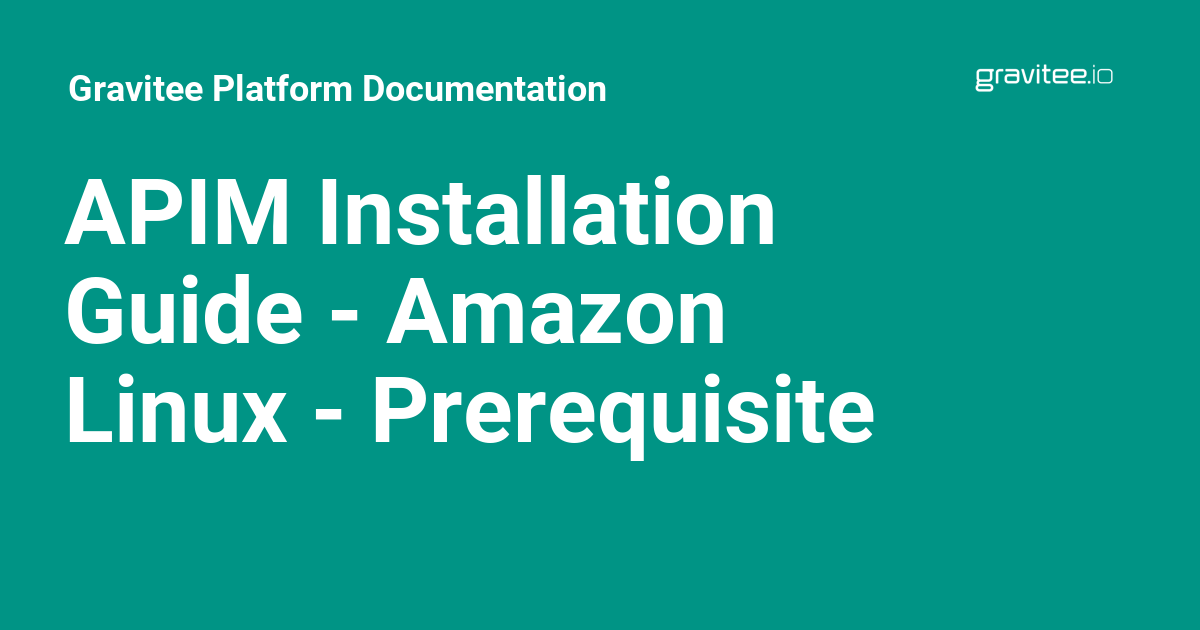 Gravitee Platform Documentation
gravitee.io
APIM Installation
Guide - Amazon
Linux - Prerequisite